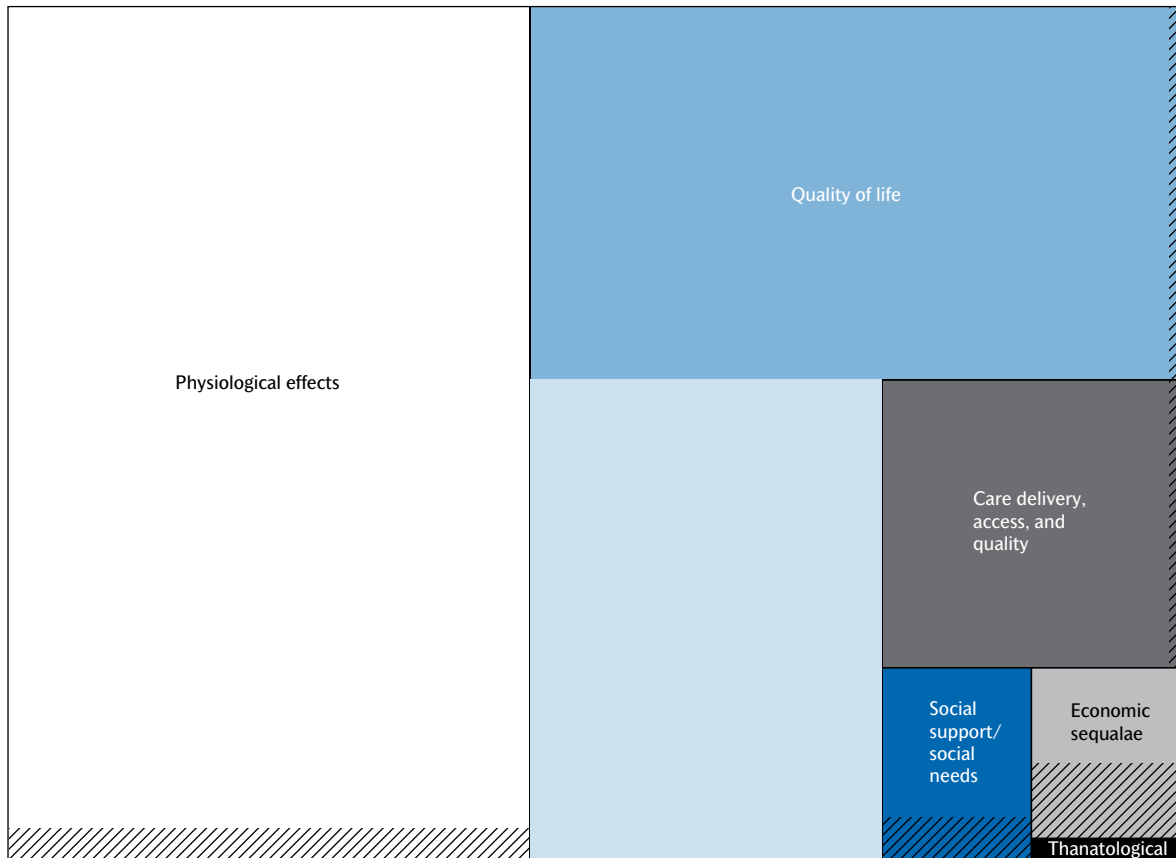 Quality of life
Physiological effects
Care delivery,
access, and
quality
Social
support/
social
needs
Economic
sequalae
Thanatological